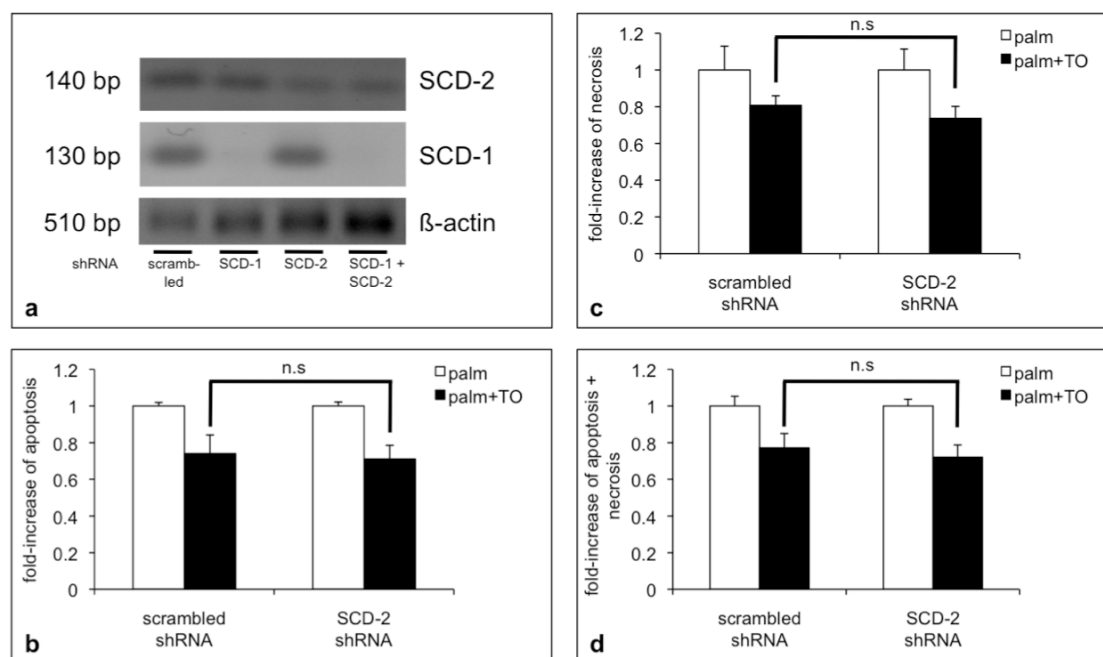 140 bp
SCD-2
130 bp
SCD-1
510 bp
ß-actin
shRNA
scramb-
led
SCD-1
SCD-2
SCD-1 +
SCD-2
a
n.s
palm
palm+TO
fold-increase of necrosis
1.2
1
0.8
0.6
0.4
0.2
0
scrambled
shRNA
SCD-2
shRNA
c
n.s
palm
palm+TO
fold-increase of apoptosis
1.2
1
0.8
0.6
0.4
0.2
0
scrambled
shRNA
SCD-2
shRNA
b
n.s
palm
palm+TO
fold-increase of apoptosis +
necrosis
1.2
1
0.8
0.6
0.4
0.2
0
scrambled
shRNA
SCD-2
shRNA
d